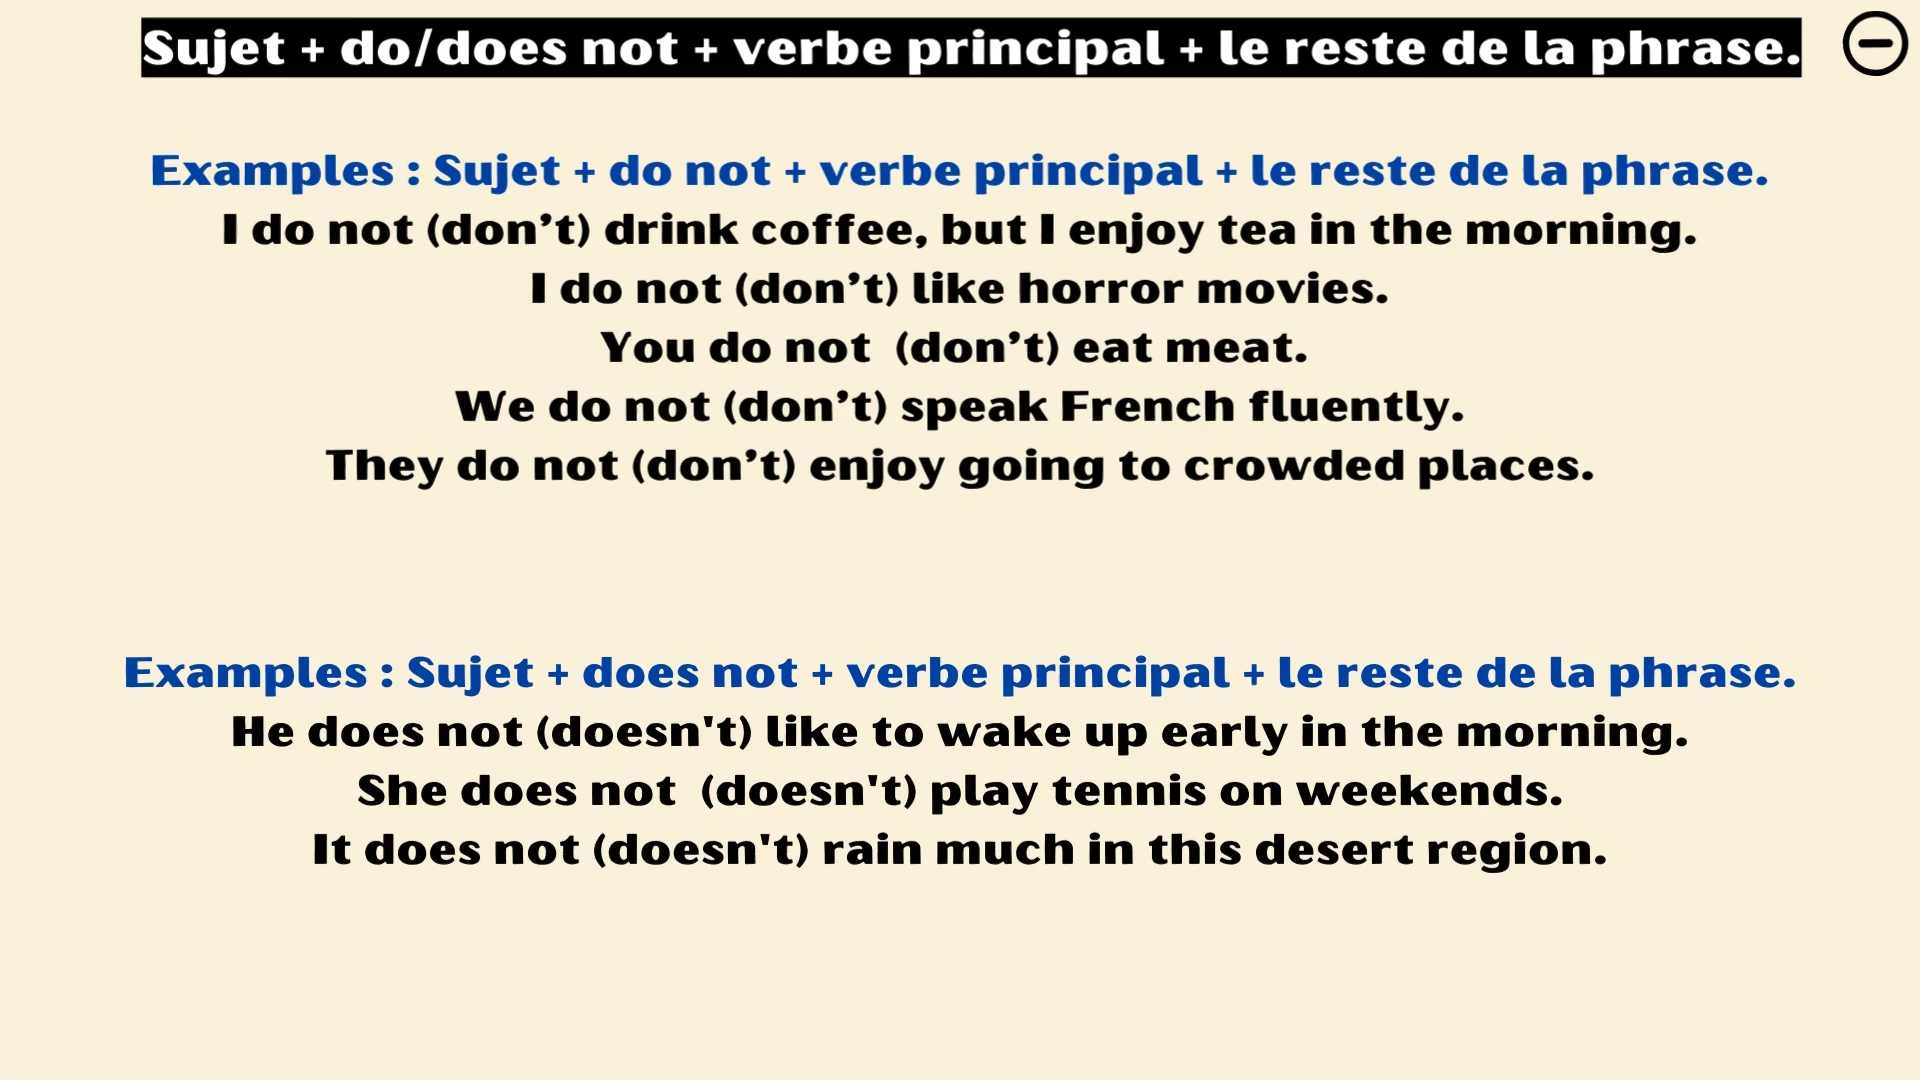 Sujet + do/does not + verbe principal + le reste de la phrase.
Examples : Sujet + do not + verbe principal + le reste de la phrase.
I do not (don’t) drink coffee, but I enjoy tea in the morning.
I do not (don’t) like horror movies.
You do not  (don’t) eat meat.
We do not (don’t) speak French fluently.
They do not (don’t) enjoy going to crowded places.
Examples : Sujet + does not + verbe principal + le reste de la phrase.
He does not (doesn't) like to wake up early in the morning.
She does not  (doesn't) play tennis on weekends.
It does not (doesn't) rain much in this desert region.